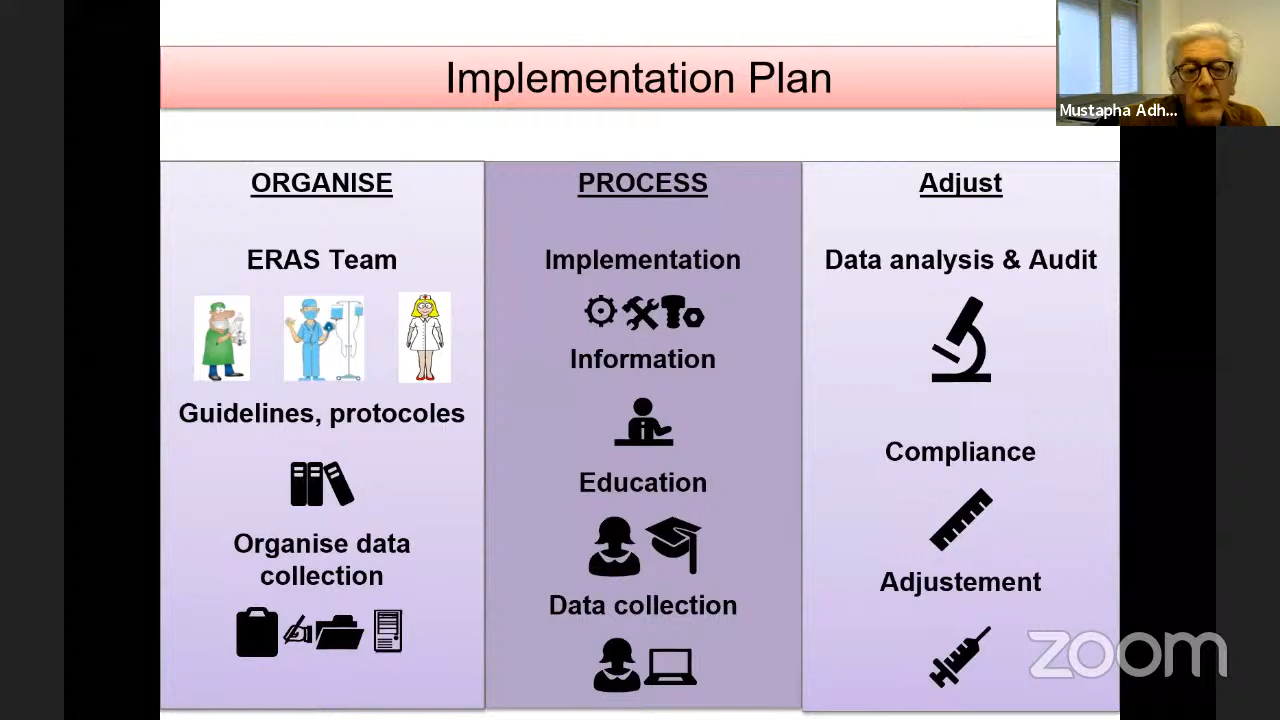 Implementation Plan
Mustapha Adh...
ORGANISE
ERAS Team
Guidelines, protocoles
Organise data
collection
PROCESS
Implementation
Information
Education
Data collection
Adjust
Data analysis & Audit
Compliance
Adjustement
zoom